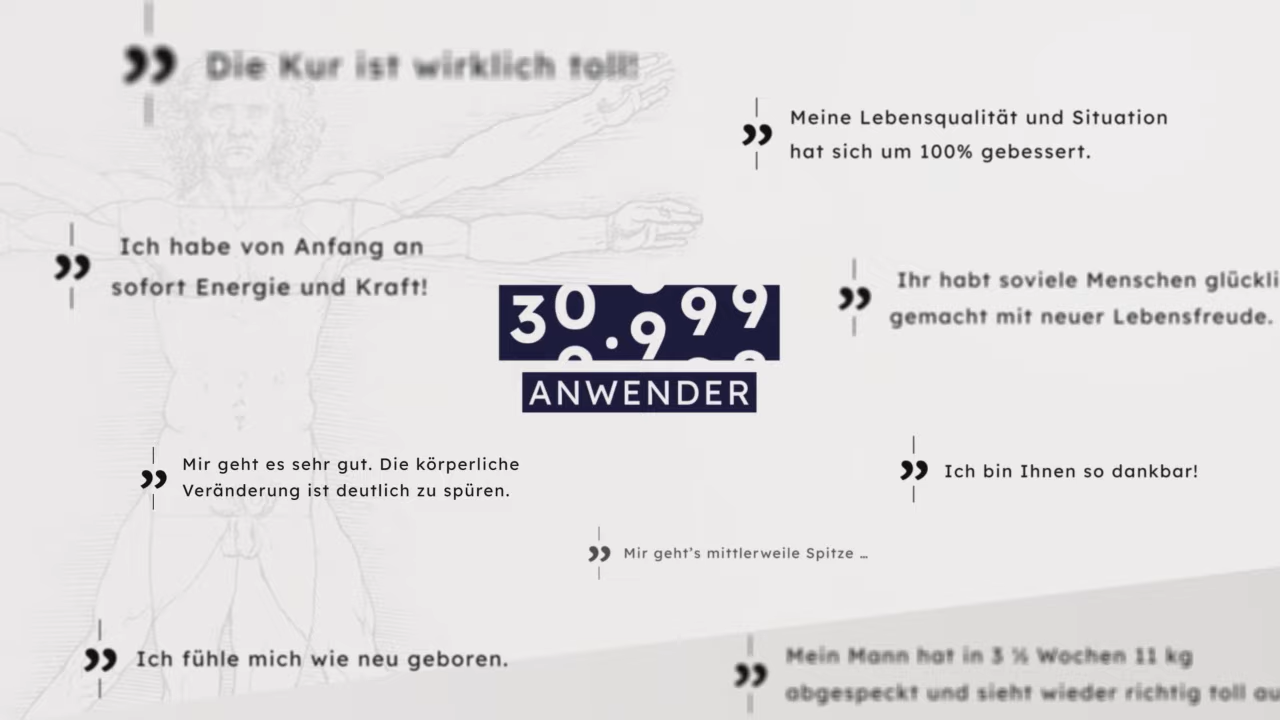 Die Kur ist wirklich toll!
Meine Lebensqualität und Situation
hat sich um 100% gebessert.
Ich habe von Anfang an
sofort Energie und Kraft!
Ihr habt soviele Menschen
gemacht mit neuer Lebensfreude.
30.999
ANWENDER
Mir geht es sehr gut. Die körperliche
Veränderung ist deutlich zu spüren.
Ich bin Ihnen so dankbar!
Mir geht's mittlerweile Spitze …
Ich fühle mich wie neu geboren.
Mein Mann hat in 3 ½ Wochen 11 kg
abgespeckt und sieht wieder richtig toll